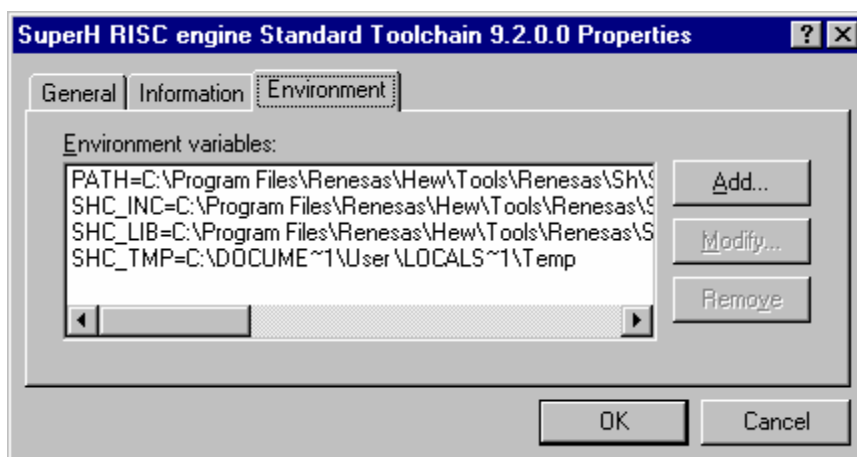 SuperH RISC engine Standard Toolchain 9.2.0.0 Properties
General Information Environment
Environment variables:
PATH=C:\Program Files\Renesas\Hew\Tools\Renesas\Sh\S
SHC_INC=C:\Program Files\Renesas\Hew\Tools\Renesas\S
SHC_LIB=C:\Program Files\Renesas\Hew\Tools\Renesas\S
SHC_TMP=C:\DOCUME~1\User\LOCALS~1\Temp
Add...
Modify...
Remove
OK Cancel